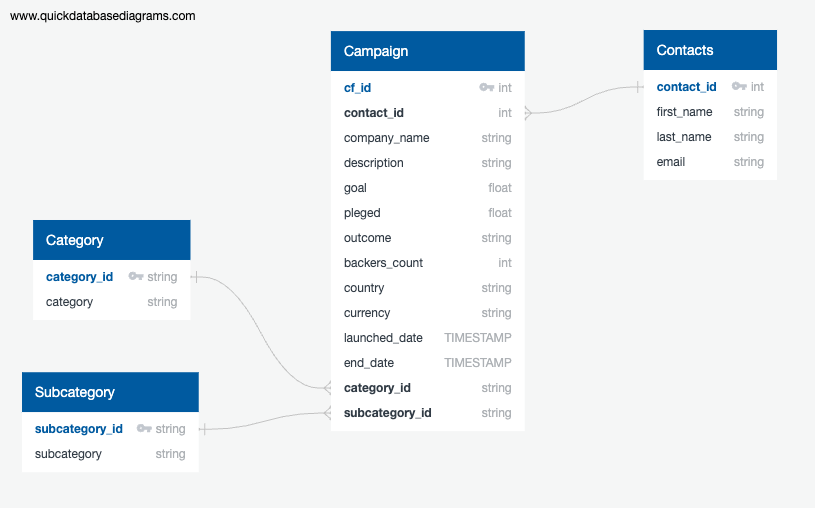 www.quickdatabasediagrams.com
Campaign
cf_id int
contact_id int
company_name string
description string
goal float
pleged float
outcome string
backers_count int
country string
currency string
launched_date TIMESTAMP
end_date TIMESTAMP
category_id string
subcategory_id string
Contacts
contact_id int
first_name string
last_name string
email string
Category
category_id string
category string
Subcategory
subcategory_id string
subcategory string